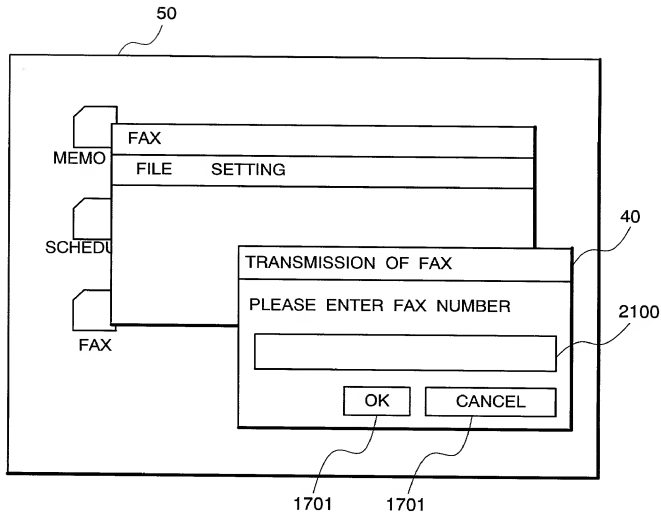 50
FAX
MEMO
FILE SETTING
SCHEDU
40
TRANSMISSION OF FAX
PLEASE ENTER FAX NUMBER
2100
FAX
OK CANCEL
1701 1701